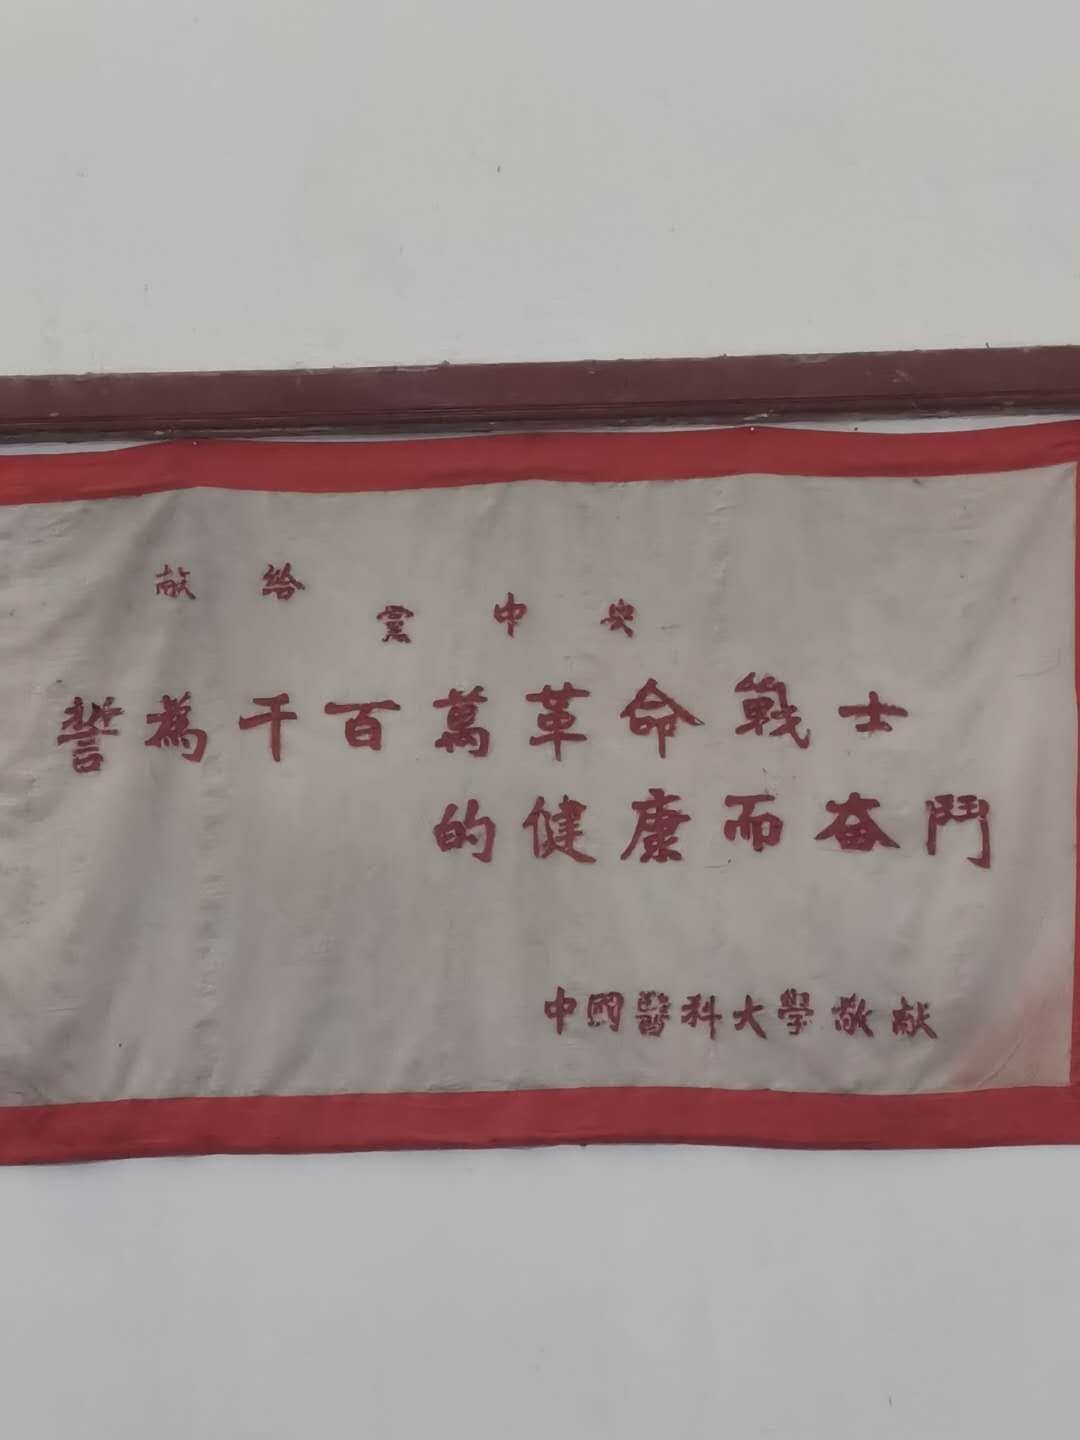 献给
黨中央
誓為千百萬革命戰士
的健康而奋鬥
中國醫科大學敬献